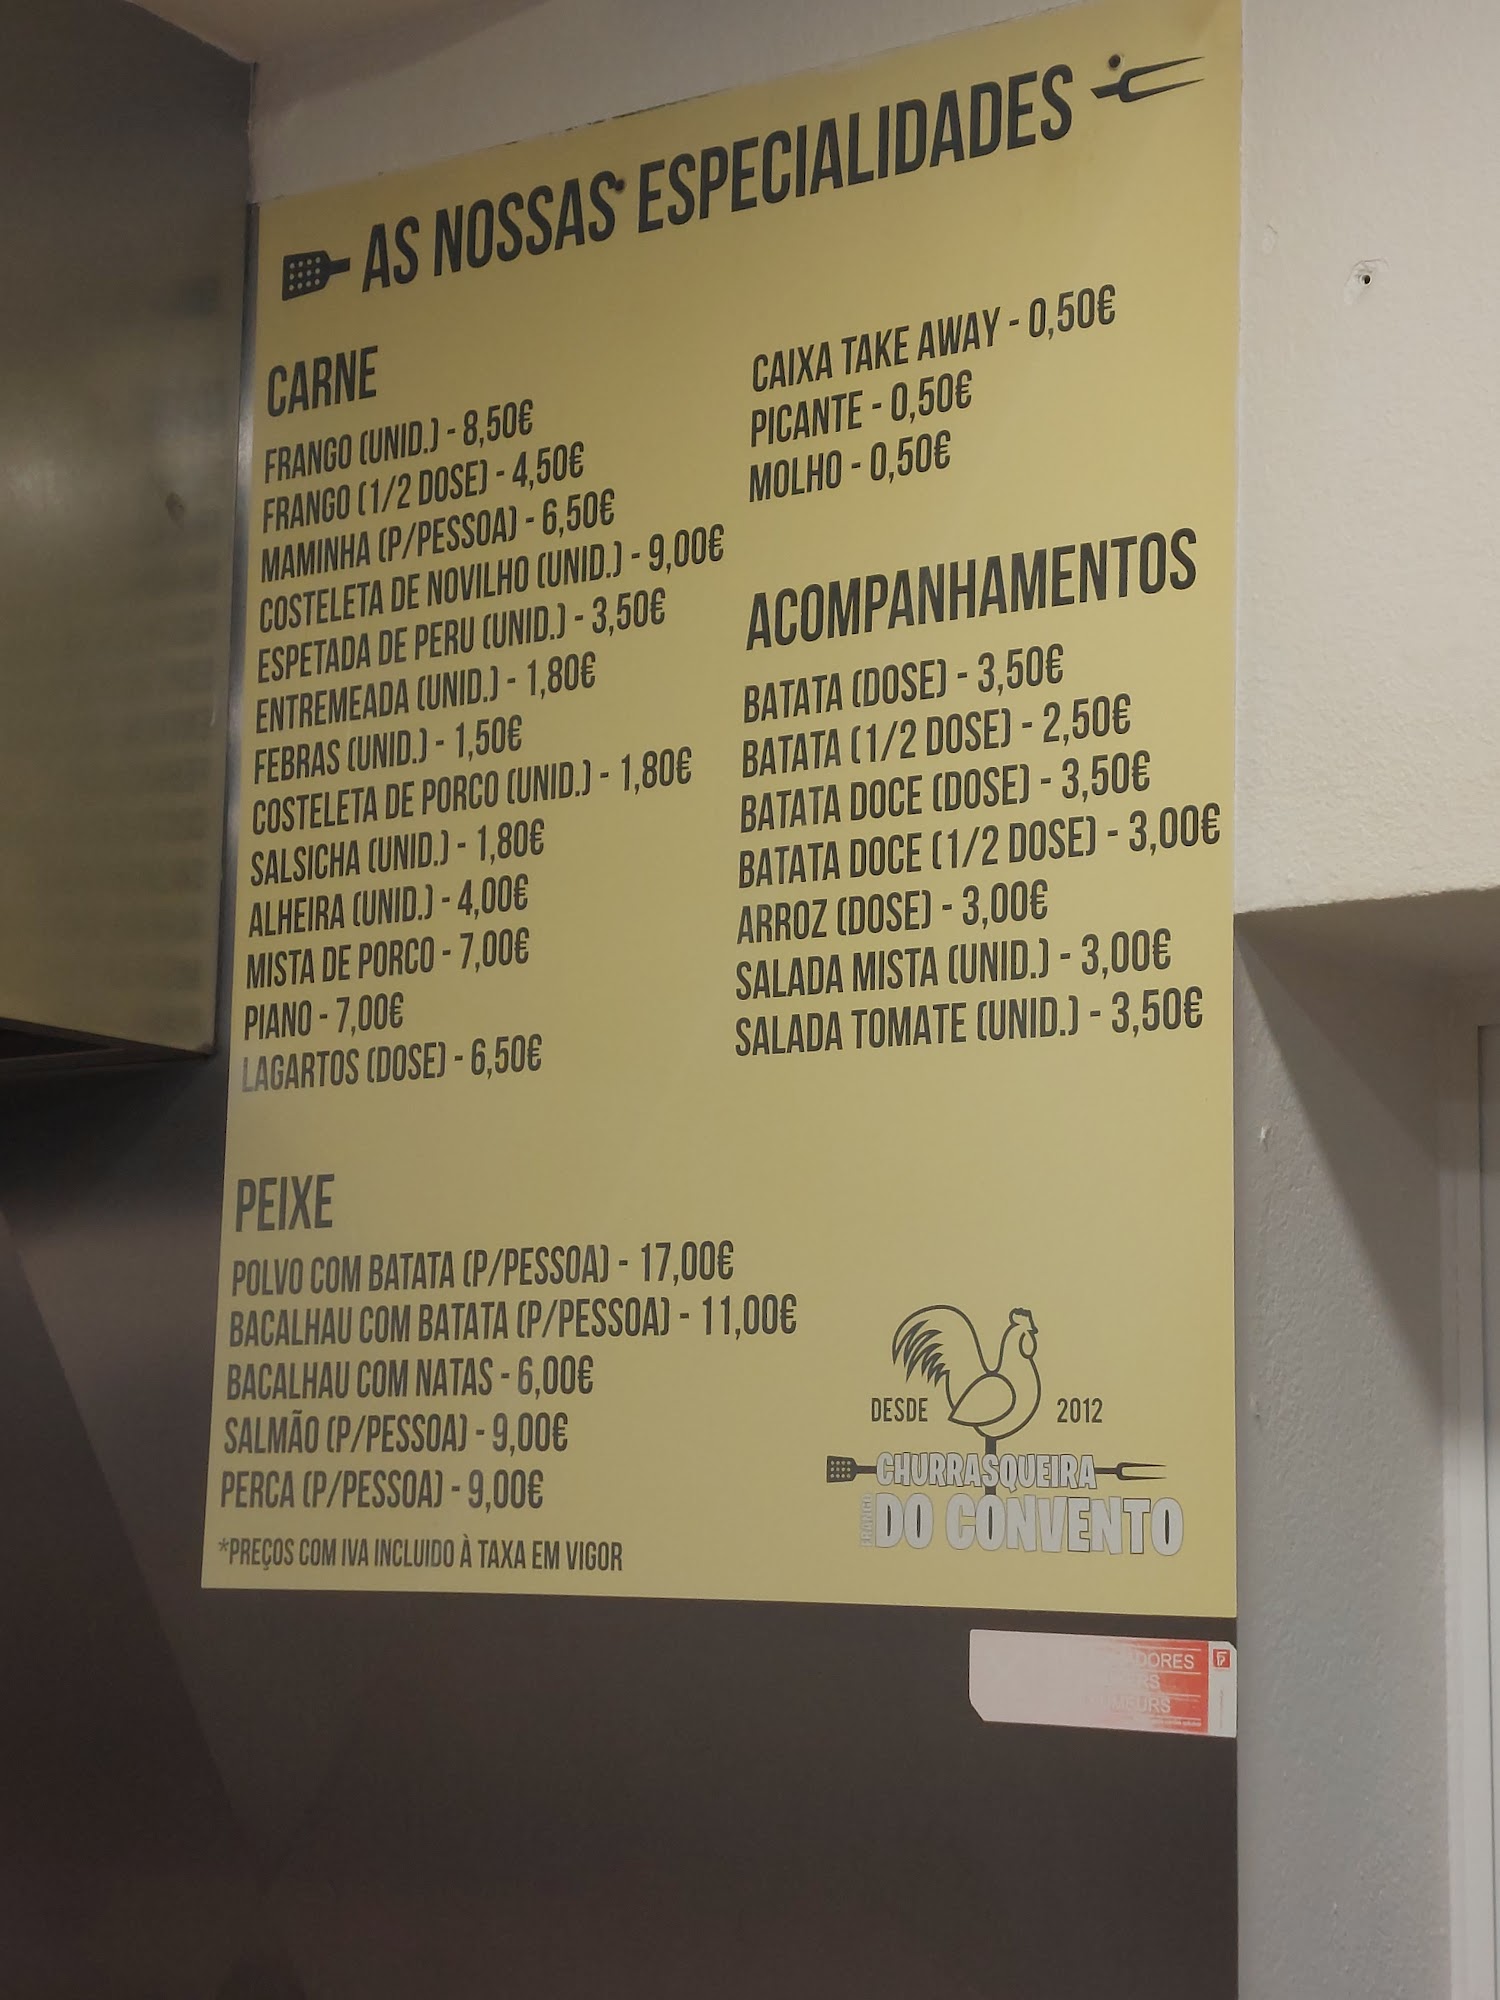 AS NOSSAS ESPECIALIDADES
CARNE
FRANGO (UNID.) - 8,50€
FRANGO (1/2 DOSE) - 4,50€
MAMINHA (P/PESSOA) - 6,50€
COSTELETA DE NOVILHO (UNID.) - 9,00€
ESPETADA DE PERU (UNID.) - 3,50€
ENTREMEADA (UNID.) - 1,80€
FEBRAS (UNID.) - 1,50€
COSTELETA DE PORCO (UNID.) - 1,80€
SALSICHA (UNID.) - 1,80€
ALHEIRA (UNID.) - 4,00€
MISTA DE PORCO - 7,00€
PIANO - 7,00€
LAGARTOS (DOSE) - 6,50€
CAIXA TAKE AWAY - 0,50€
PICANTE - 0,50€
MOLHO - 0,50€
ACOMPANHAMENTOS
BATATA (DOSE) - 3,50€
BATATA (1/2 DOSE) - 2,50€
BATATA DOCE (DOSE) - 3,50€
BATATA DOCE (1/2 DOSE) - 3,00€
ARROZ (DOSE) - 3,00€
SALADA MISTA (UNID.) - 3,00€
SALADA TOMATE (UNID.) - 3,50€
PEIXE
POLVO COM BATATA (P/PESSOA) - 17,00€
BACALHAU COM BATATA (P/PESSOA) - 11,00€
BACALHAU COM NATAS - 6,00€
SALMÃO (P/PESSOA) - 9,00€
PERCA (P/PESSOA) - 9,00€
*PREÇOS COM IVA INCLUIDO À TAXA EM VIGOR
DESDE 2012
CHURRASQUEIRA
FRANGO DO CONVENTO